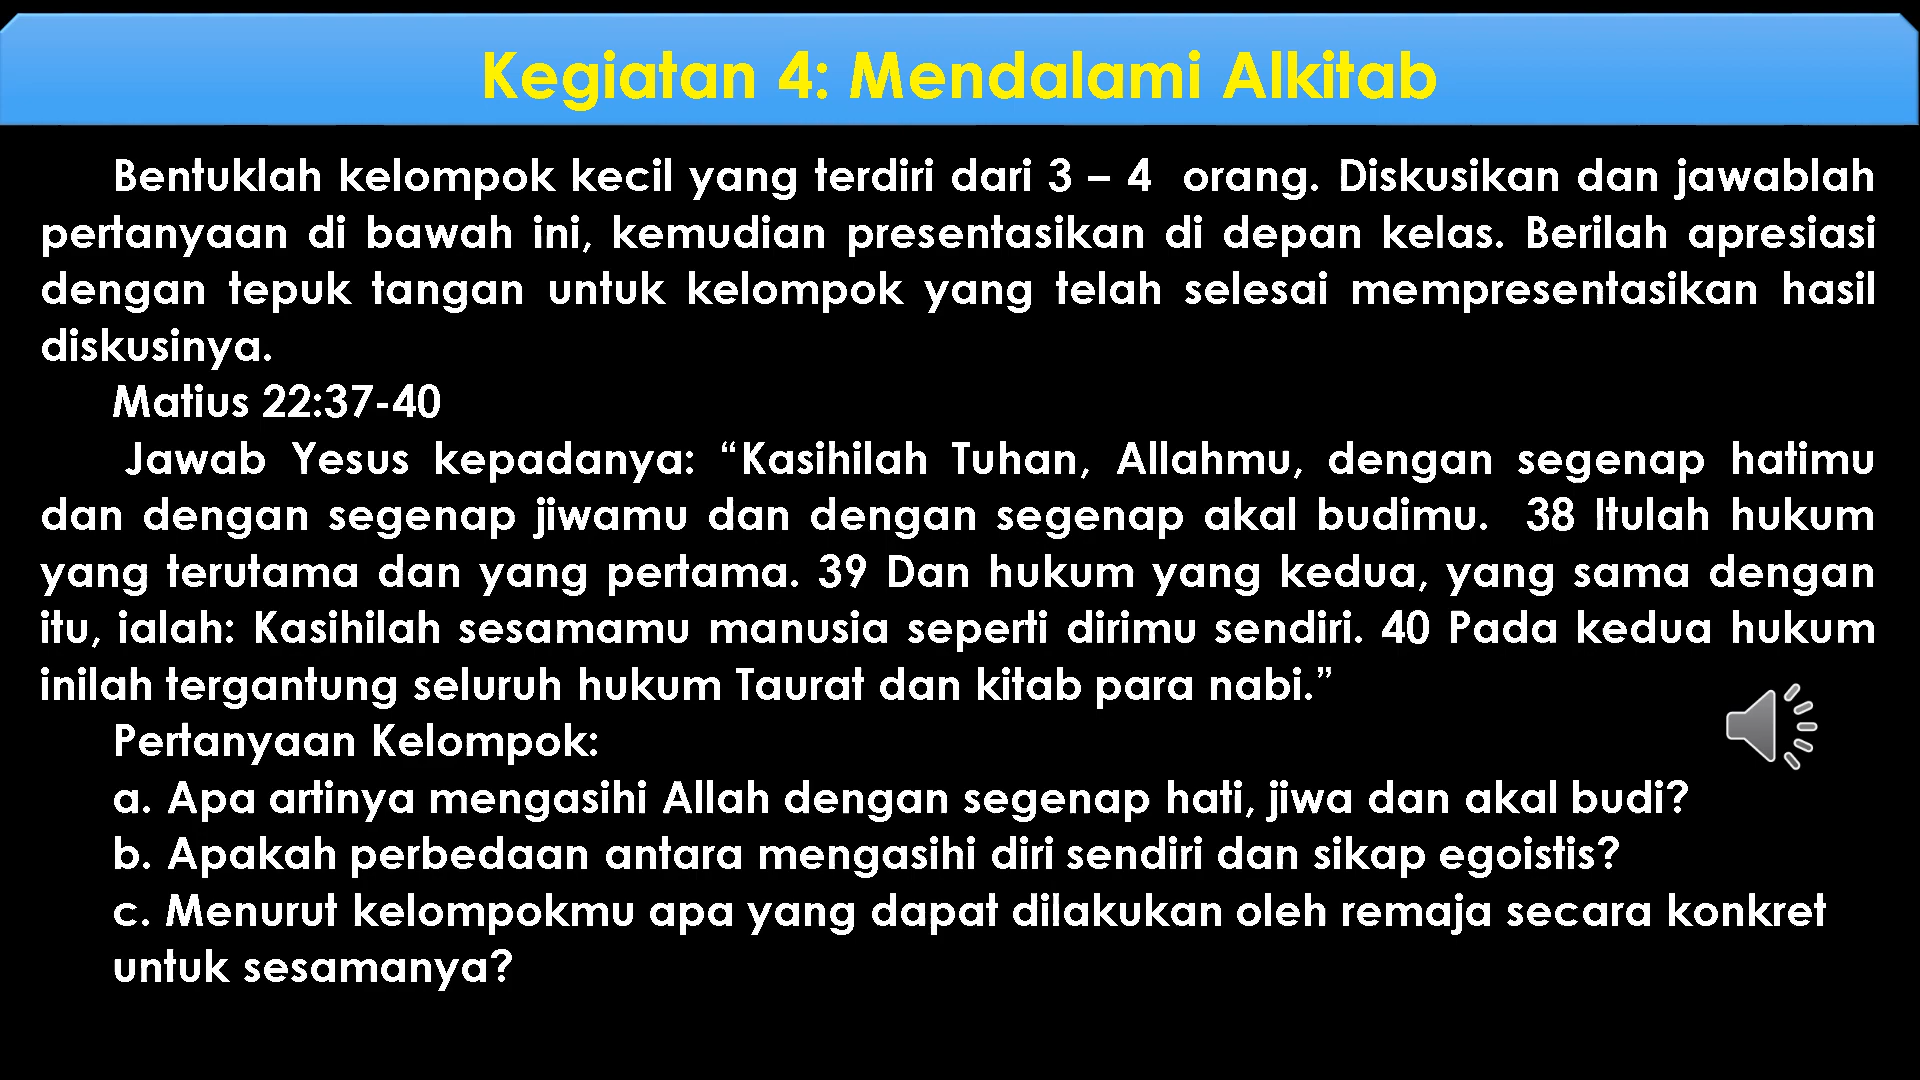 Kegiatan 4: Mendalami Alkitab
Bentuklah kelompok kecil yang terdiri dari 3 – 4 orang. Diskusikan dan jawablah
pertanyaan di bawah ini, kemudian presentasikan di depan kelas. Berilah apresiasi
dengan tepuk tangan untuk kelompok yang telah selesai mempresentasikan hasil
diskusinya.
Matius 22:37-40
Jawab Yesus kepadanya: “Kasihilah Tuhan, Allahmu, dengan segenap hatimu
dan dengan segenap jiwamu dan dengan segenap akal budimu. 38 Itulah hukum
yang terutama dan yang pertama. 39 Dan hukum yang kedua, yang sama dengan
itu, ialah: Kasihilah sesamamu manusia seperti dirimu sendiri. 40 Pada kedua hukum
inilah tergantung seluruh hukum Taurat dan kitab para nabi.”
Pertanyaan Kelompok:
a. Apa artinya mengasihi Allah dengan segenap hati, jiwa dan akal budi?
b. Apakah perbedaan antara mengasihi diri sendiri dan sikap egoistis?
c. Menurut kelompokmu apa yang dapat dilakukan oleh remaja secara konkret
untuk sesamanya?